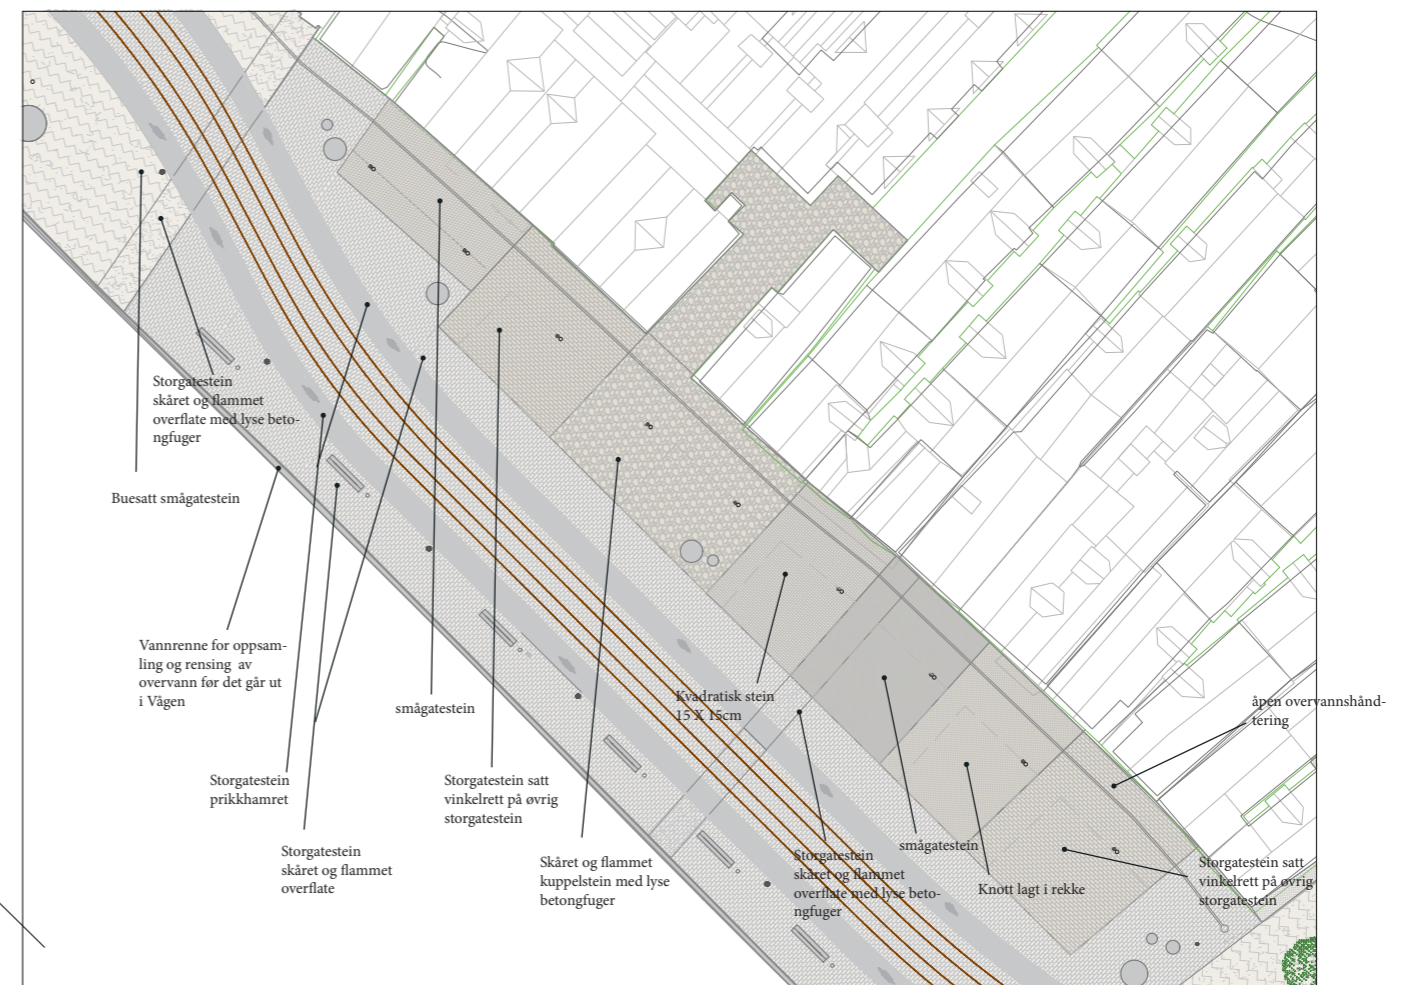 Storgatestein
skåret og flammet
overflate med lyse beto-
ngfuger
Buesatt smågatestein
Vannrenne for oppsam-
ling og rensing av
overvann før det går ut
i Vågen
Storgatestein
prikkhamret
Storgatestein
skåret og flammet
overflate
smågatestein
Storgatestein satt
vinkelrett på øvrig
storgatestein
Skåret og flammet
kuppelstein med lyse
betongfuger
Kvadratisk stein
15 X 15cm
Storgatestein
skåret og flammet
overflate med lyse beto-
ngfuger
smågatestein
Knott lagt i rekke
åpen overvannshånd-
tering
Storgatestein satt
vinkelrett på øvrig
storgatestein